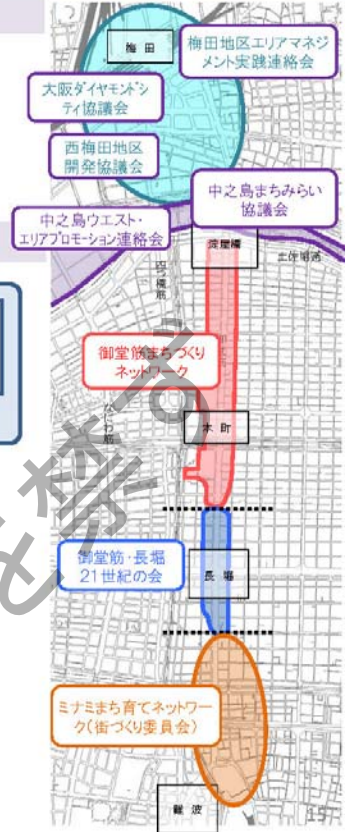 梅田
梅田地区エリアマネジ
メント実践連絡会
大阪ダイヤモンドシ
ティ協議会
西梅田地区
開発協議会
中之島まちみらい
協議会
中之島ウエスト・
エリアプロモーション連絡会
淀屋橋
土佐堀通
四つ橋筋
御堂筋まちづくり
ネットワーク
なにわ筋
本町
御堂筋・長堀
21世紀の会
長堀
ミナミまち育てネットワー
ク(街づくり委員会)
難波
15